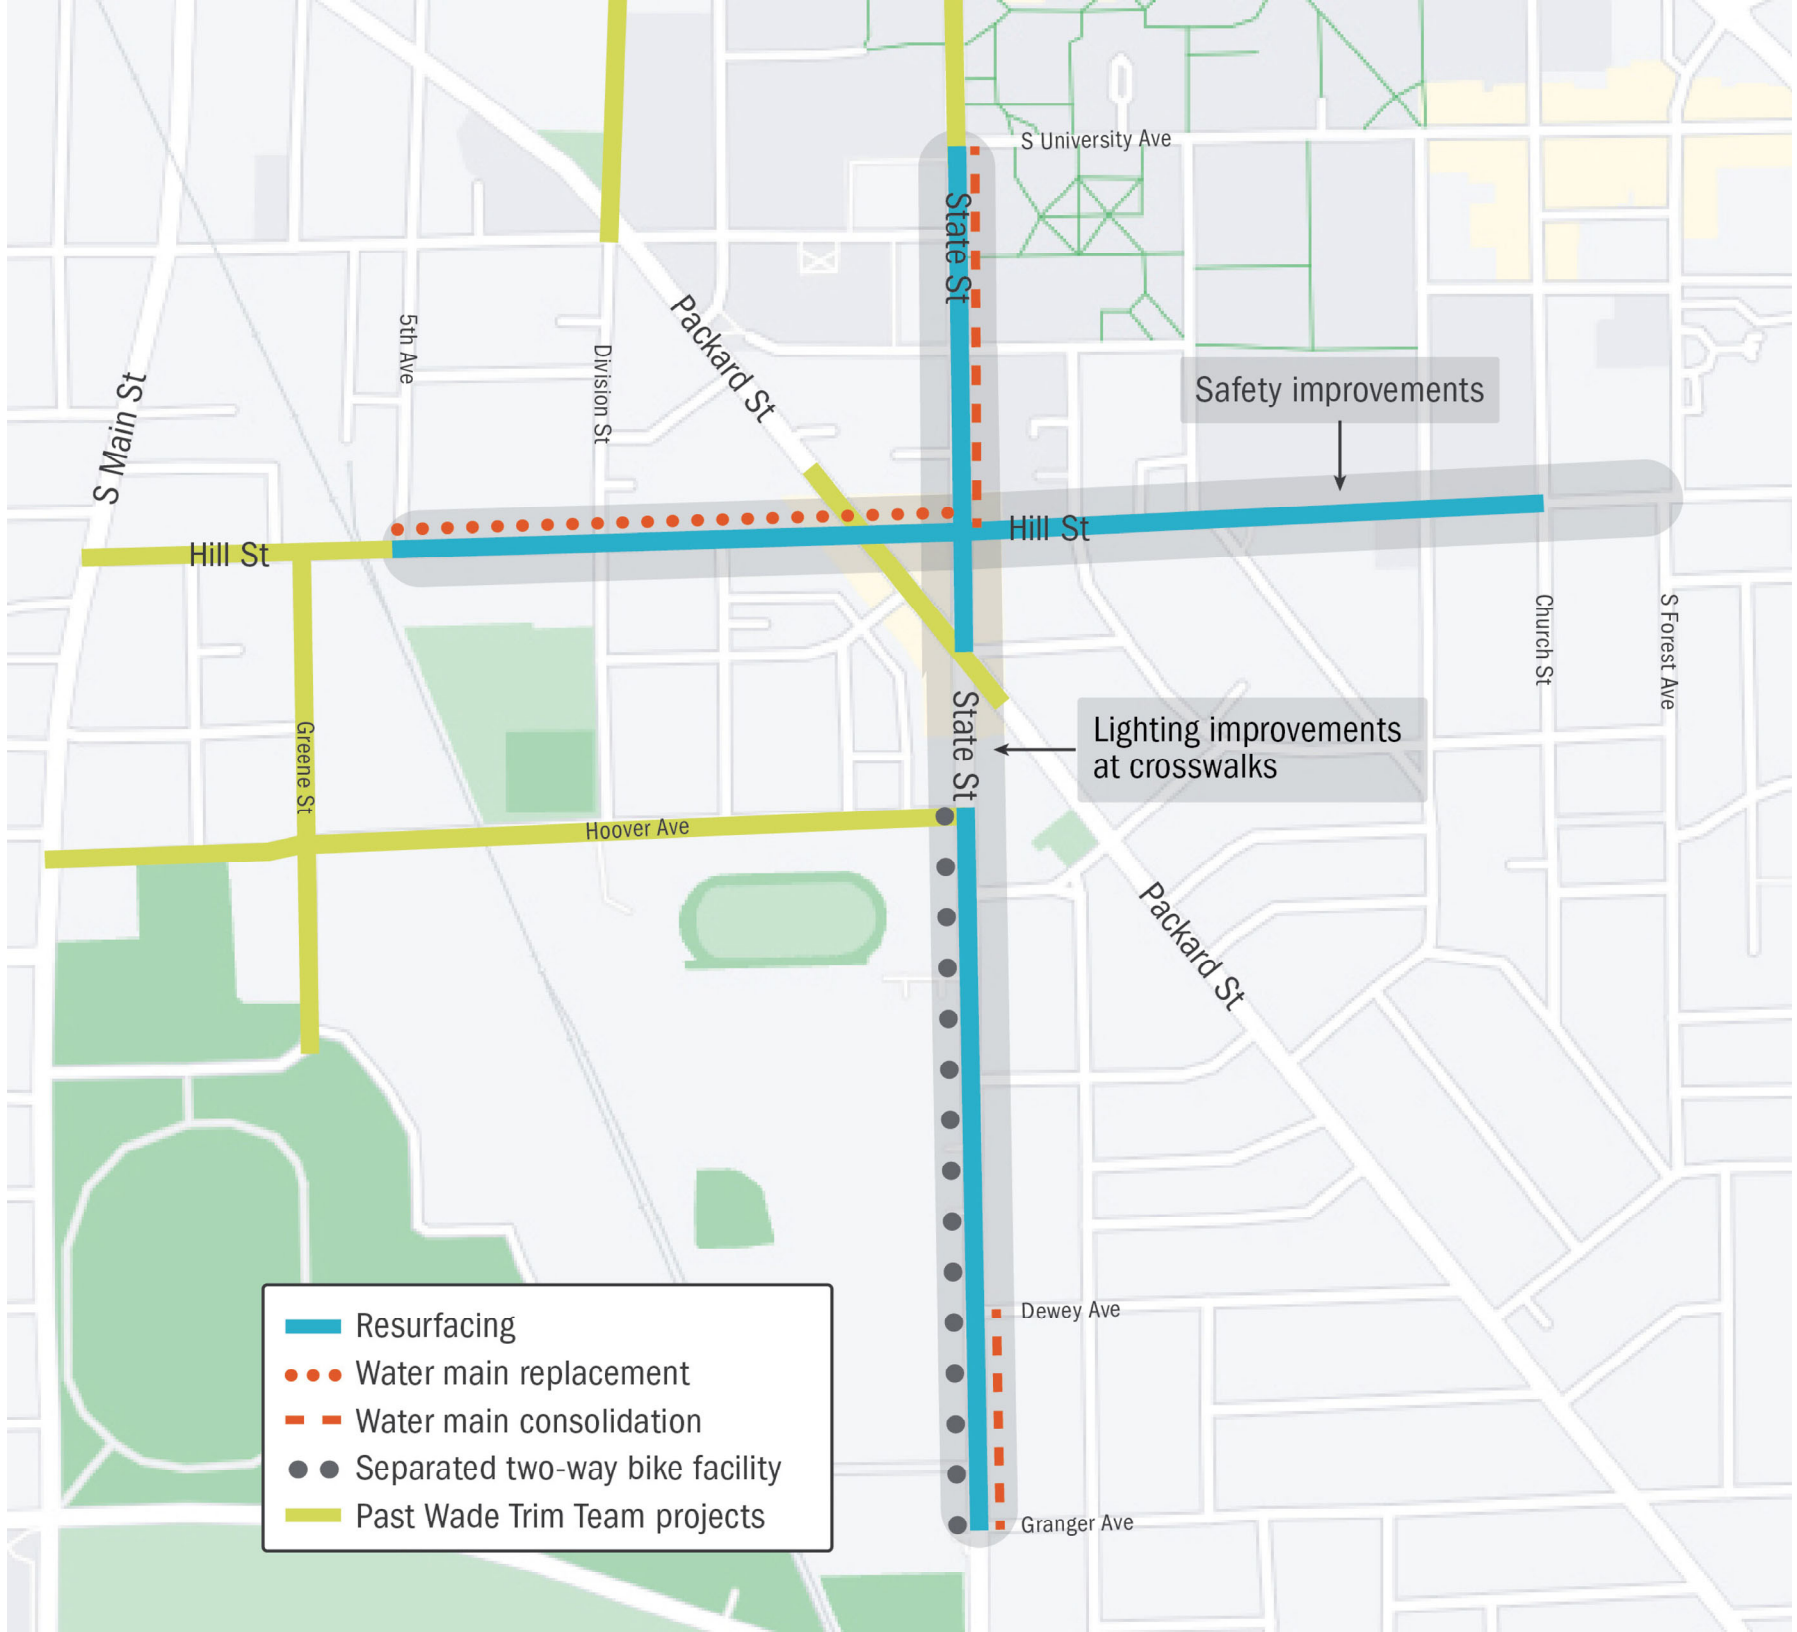 S University Ave
State St
Packard St
5th Ave
Division St
S Main St
Safety improvements
Hill St
Hill St
Church St
S Forest Ave
State St
Lighting improvements
at crosswalks
Greene St
Hoover Ave
Packard St
Dewey Ave
Resurfacing
Water main replacement
Water main consolidation
Separated two-way bike facility
Past Wade Trim Team projects
Granger Ave